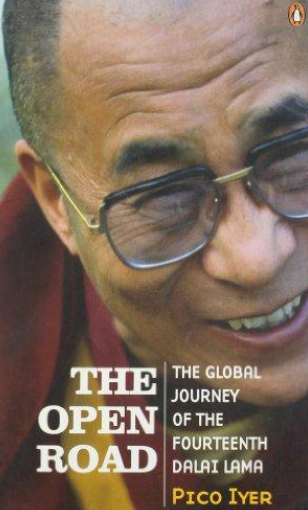 THE
OPEN
ROAD
THE GLOBAL
JOURNEY
OF THE
FOURTEENTH
DALAI LAMA
PICO IYER